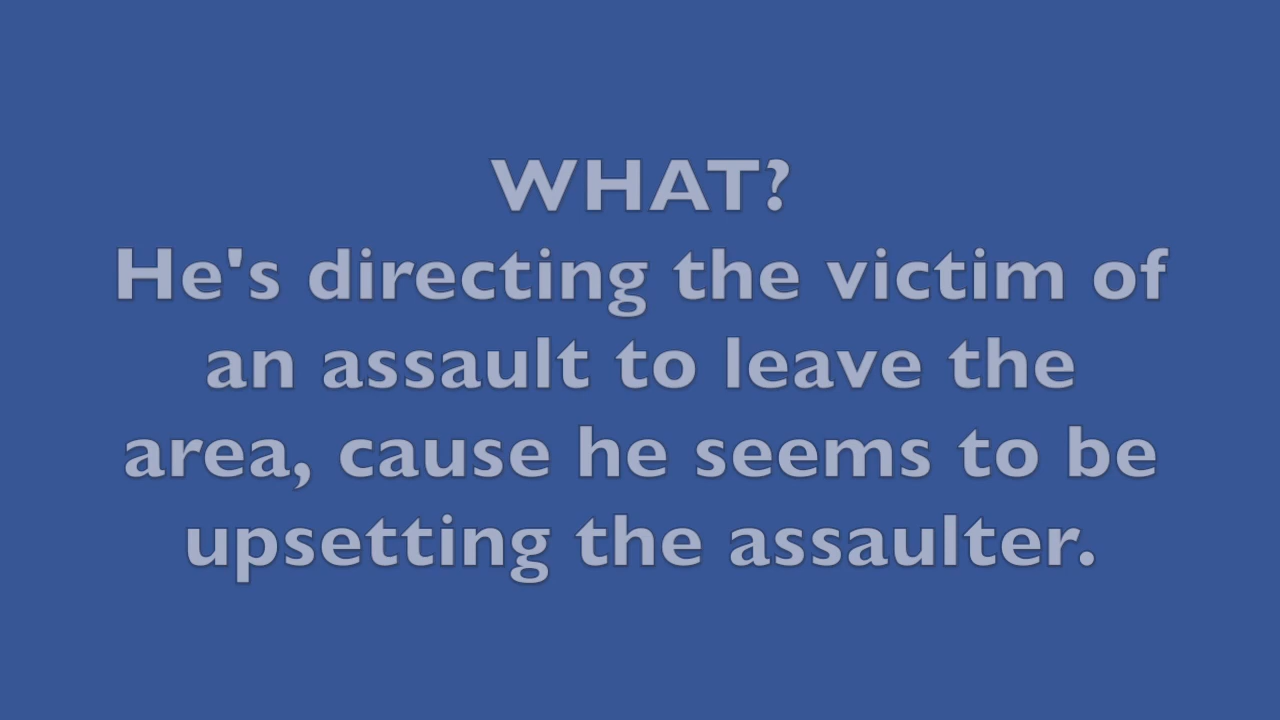 WHAT?
He's directing the victim of
an assault to leave the
area, cause he seems to be
upsetting the assaulter.